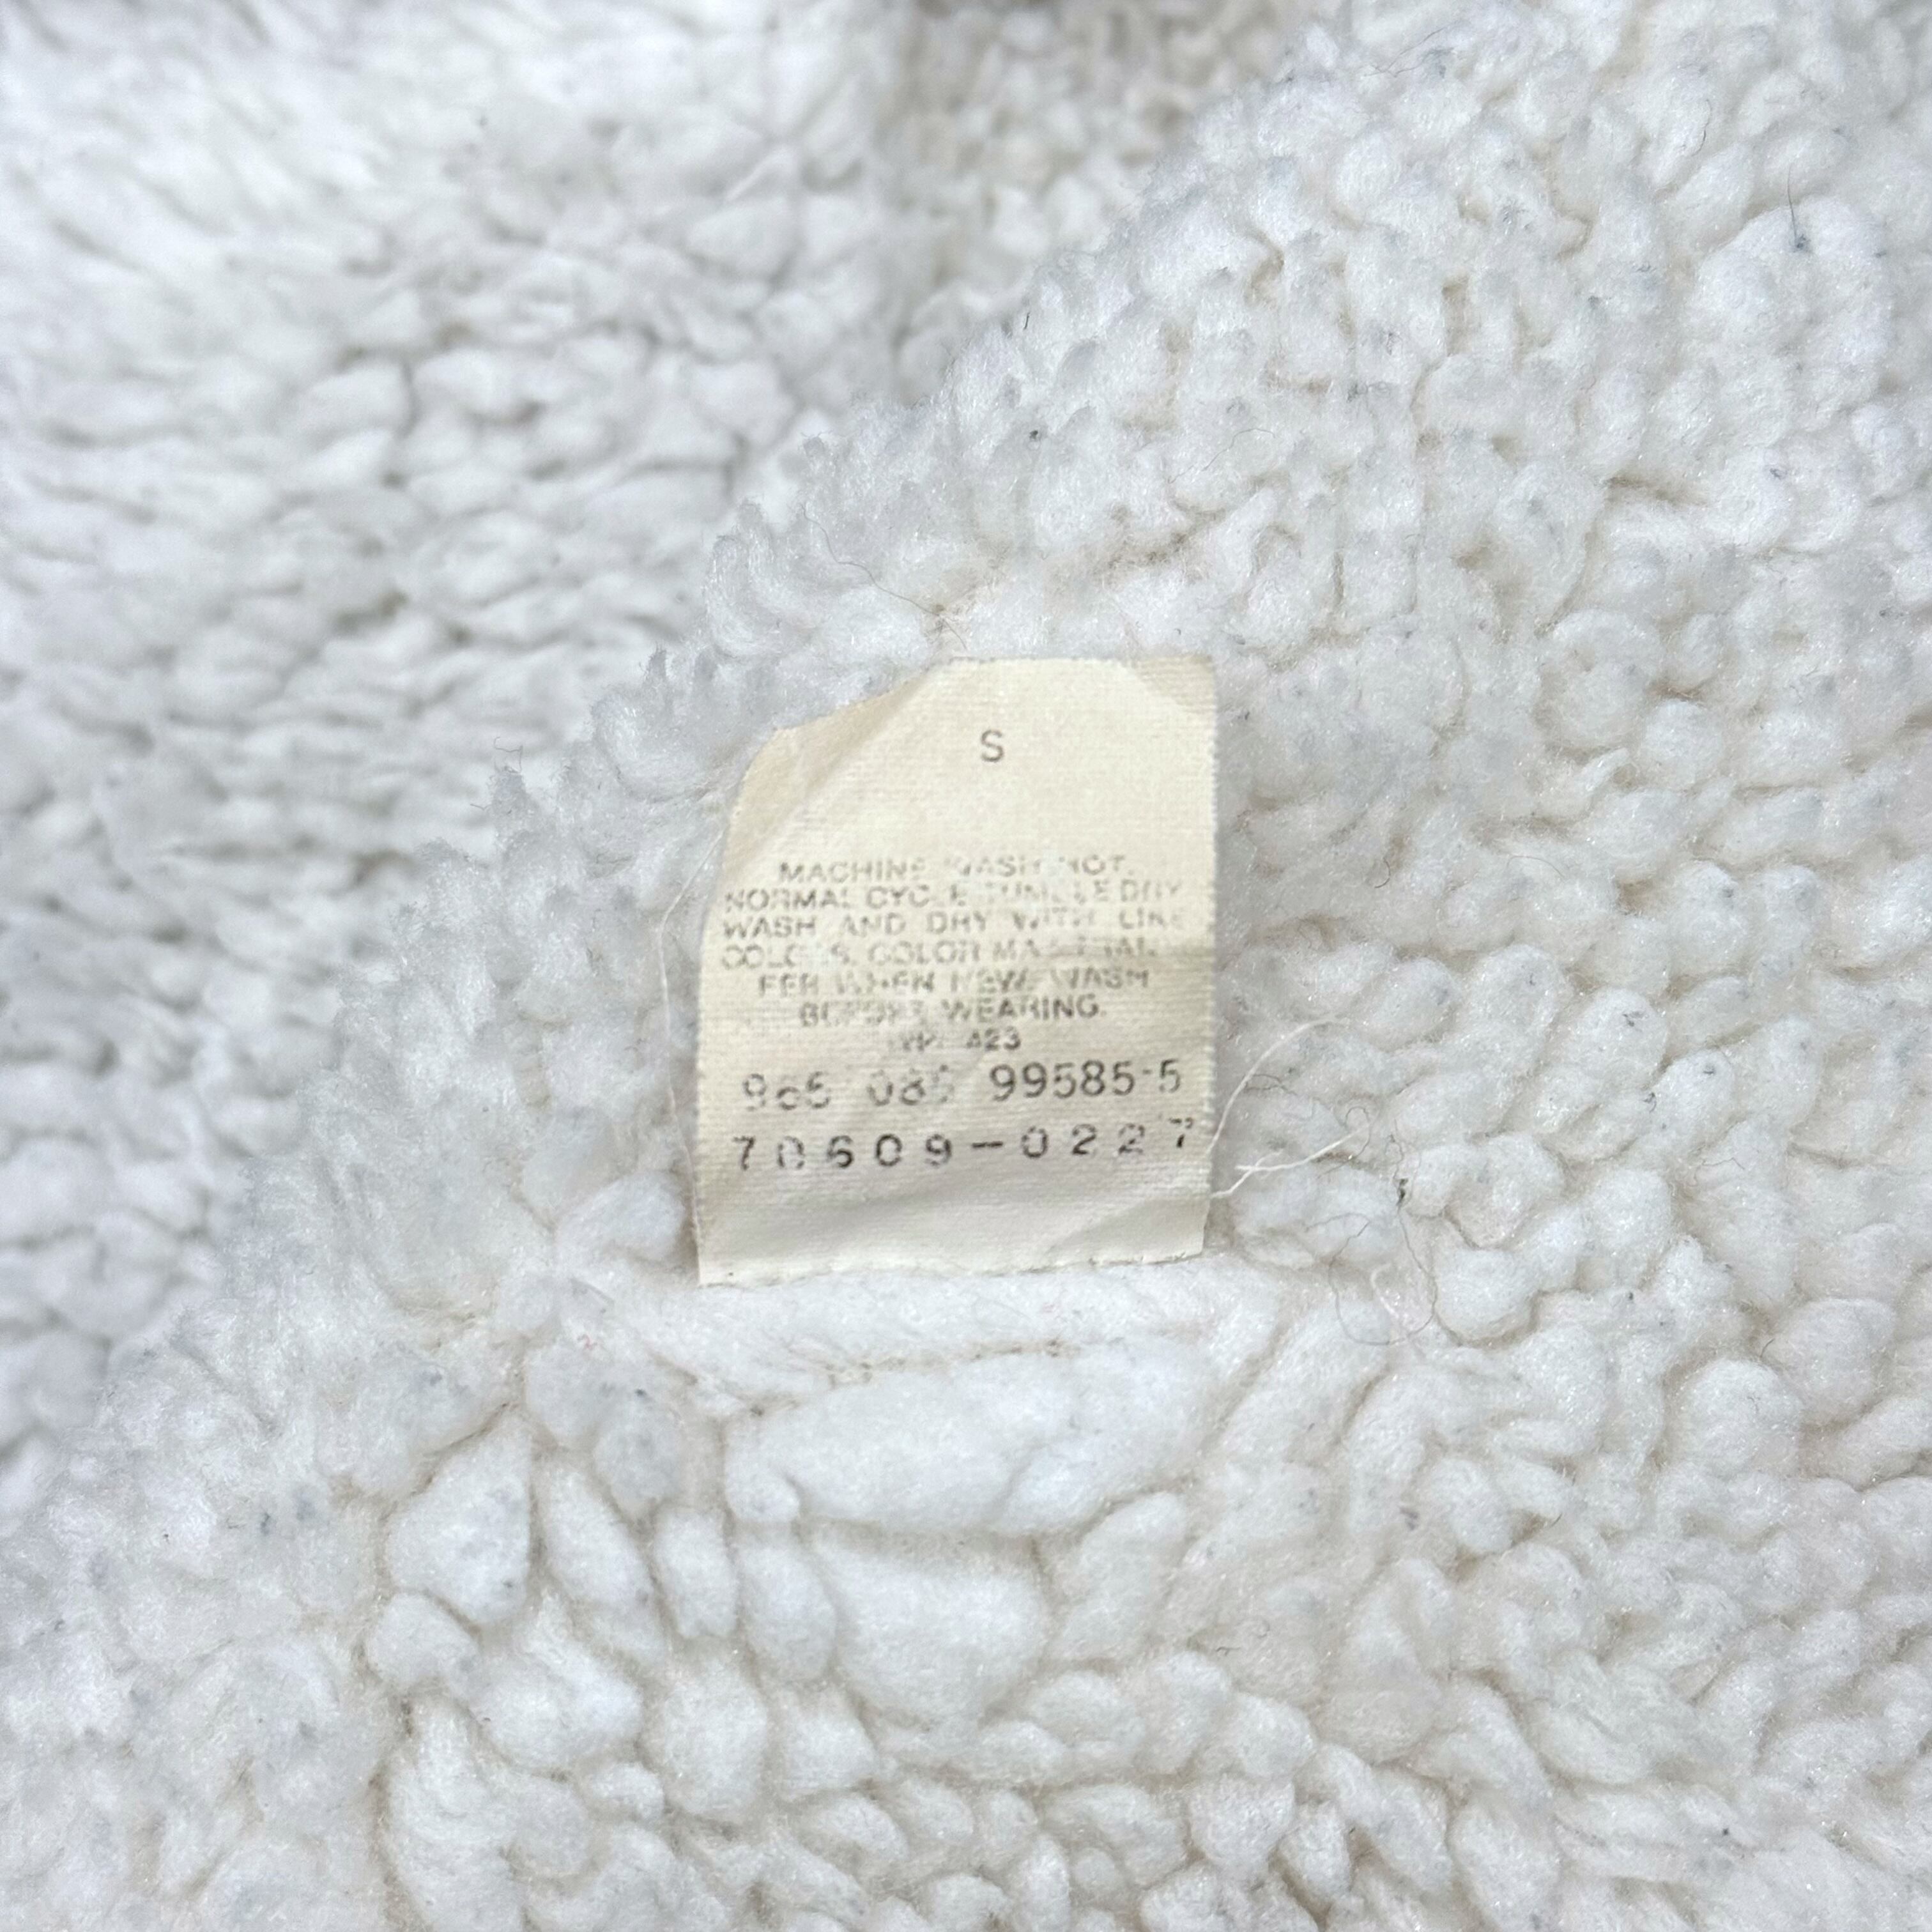 S
MACHINE WASH HOT.
NORMAL CYCLE TUMBLE DRY
WASH AND DRY WITH LIKE
COLORS. COLOR MAY TRANS-
FER WHEN NEW. WASH
BEFORE WEARING.
423
99585-5
70609-0227